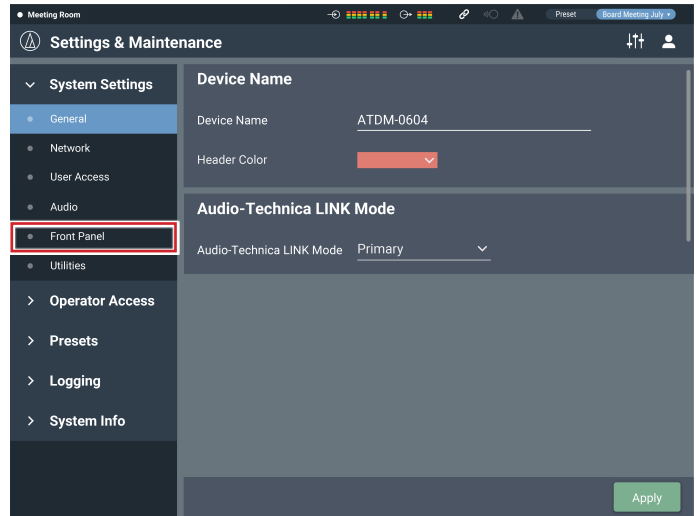 Meeting Room
Preset
Board Meeting July
Settings & Maintenance
System Settings
General
Network
User Access
Audio
Front Panel
Utilities
Operator Access
Presets
Logging
System Info
Device Name
Device Name ATDM-0604
Header Color
Audio-Technica LINK Mode
Audio-Technica LINK Mode Primary
Apply